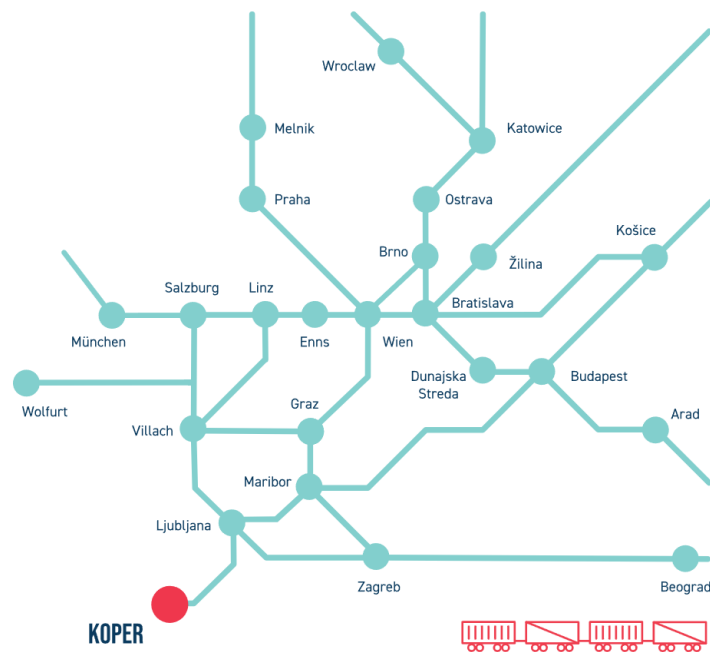 Wroclaw
Melnik
Katowice
Praha
Ostrava
Brno
Žilina
Košice
Salzburg
Linz
Bratislava
München
Enns
Wien
Dunajska
Streda
Budapest
Wolfurt
Graz
Villach
Arad
Maribor
Ljubljana
Zagreb
Beograd
KOPER